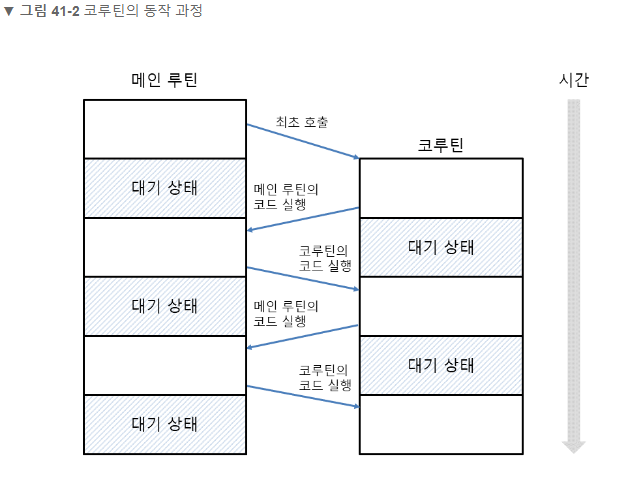 ▼ 그림 41-2 코루틴의 동작 과정
메인 루틴
시간
최초 호출
코루틴
대기 상태
메인 루틴의
코드 실행
대기 상태
코루틴의
코드 실행
대기 상태
메인 루틴의
코드 실행
대기 상태
코루틴의
코드 실행
대기 상태